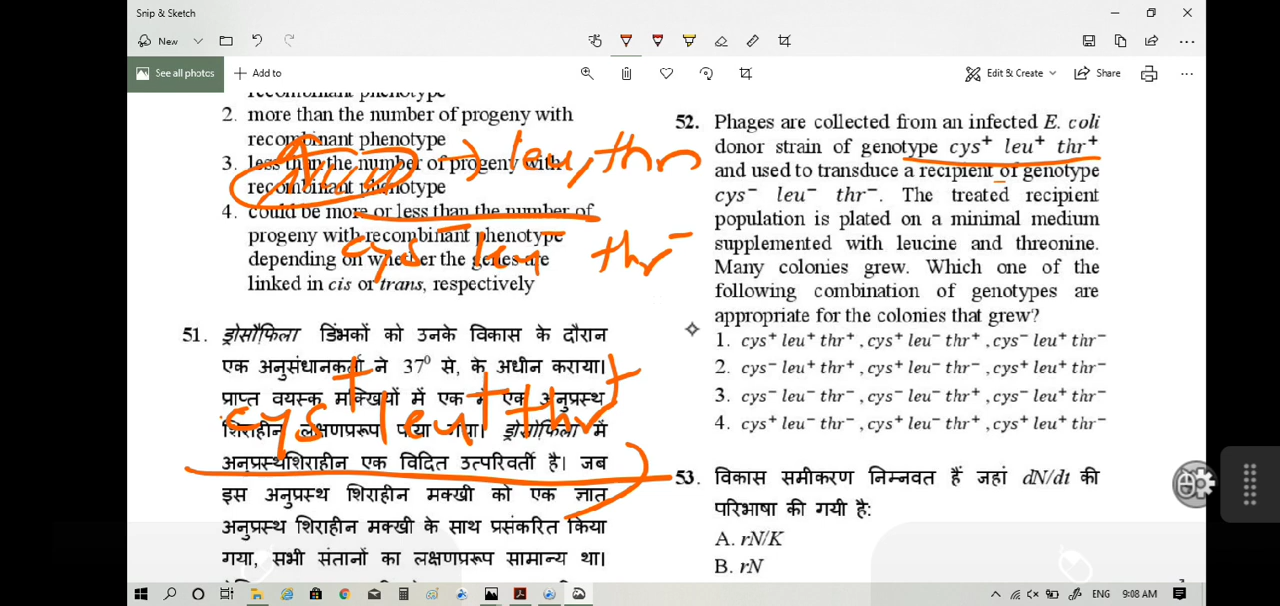 Snip & Sketch
New
See all photos
Add to
Edit & Create
Share
recombinant phenotype
2. more than the number of progeny with
recombinant phenotype
3. less than the number of progeny with
recombinant phenotype
4. could be more or less than the number of
progeny with recombinant phenotype
depending on whether the genes are
linked in cis or trans, respectively
→ leu, thr
cys⁻ leu⁻ thr⁻
51. ड्रोसौफिला डिंभकों को उनके विकास के दौरान
एक अनुसंधानकर्ता ने 37⁰ से, के अधीन कराया।
प्राप्त वयस्क मक्खियों में एक में एक अनुप्रस्थ
शिराहीन लक्षणप्ररूप पाया गया। ड्रोसोफिला में
अनुप्रस्थशिराहीन एक विदित उत्परिवर्ती है। जब
इस अनुप्रस्थ शिराहीन मक्खी को एक ज्ञात
अनुप्रस्थ शिराहीन मक्खी के साथ प्रसंकरित किया
गया, सभी संतानों का लक्षणप्ररूप सामान्य था।
cys⁺ leu⁺ thr⁺
52. Phages are collected from an infected E. coli
donor strain of genotype cys⁺ leu⁺ thr⁺
and used to transduce a recipient of genotype
cys⁻ leu⁻ thr⁻. The treated recipient
population is plated on a minimal medium
supplemented with leucine and threonine.
Many colonies grew. Which one of the
following combination of genotypes are
appropriate for the colonies that grew?
1. cys⁺ leu⁺ thr⁺, cys⁺ leu⁻ thr⁺, cys⁻ leu⁺ thr⁻
2. cys⁻ leu⁺ thr⁺, cys⁺ leu⁻ thr⁻, cys⁻ leu⁺ thr⁻
3. cys⁻ leu⁻ thr⁻, cys⁻ leu⁺ thr⁺, cys⁺ leu⁺ thr⁻
4. cys⁺ leu⁻ thr⁻, cys⁺ leu⁺ thr⁺, cys⁺ leu⁺ thr⁻
53. विकास समीकरण निम्नवत हैं जहां dN/dt की
परिभाषा की गयी है:
A. rN/K
B. rN
ENG 9:08 AM